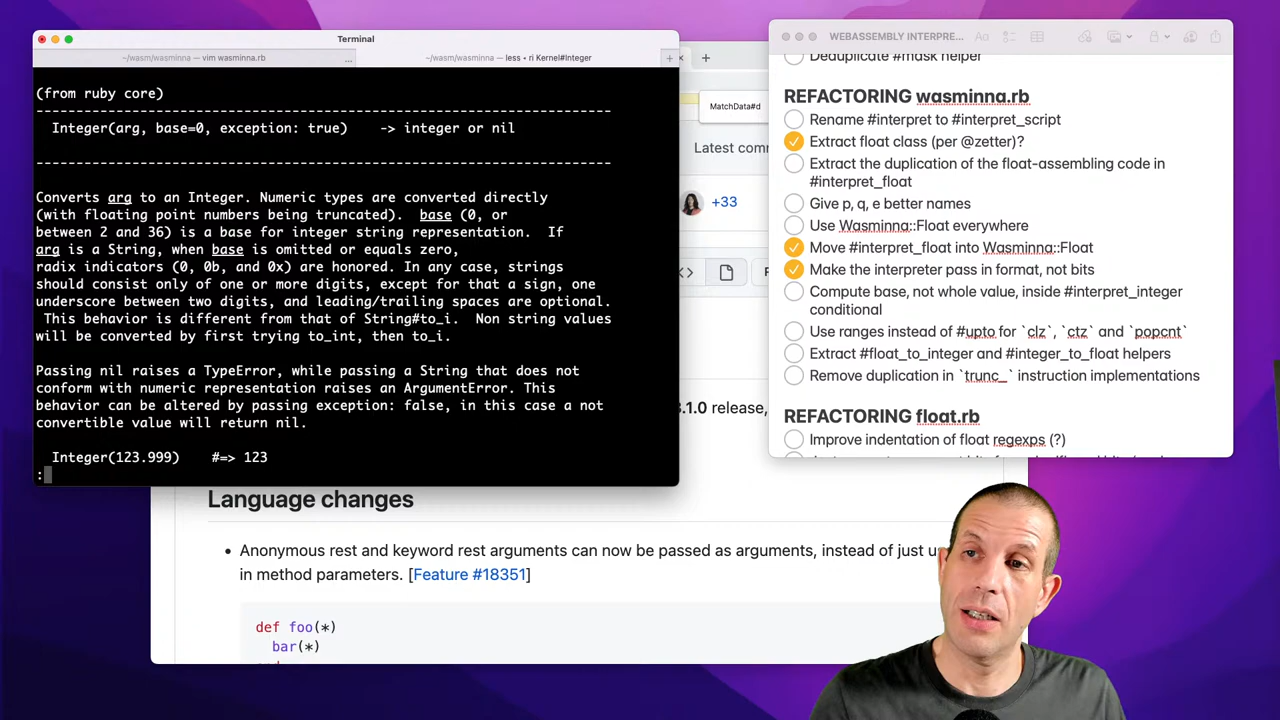 Terminal
~/wasm/wasminna — vim wasminna.rb
...
~/wasm/wasminna — less • ri Kernel#Integer
+
(from ruby core)
Integer(arg, base=0, exception: true)    -> integer or nil
Converts arg to an Integer. Numeric types are converted directly
(with floating point numbers being truncated).  base (0, or
between 2 and 36) is a base for integer string representation.  If
arg is a String, when base is omitted or equals zero,
radix indicators (0, 0b, and 0x) are honored. In any case, strings
should consist only of one or more digits, except for that a sign, one
underscore between two digits, and leading/trailing spaces are optional.
This behavior is different from that of String#to_i.  Non string values
will be converted by first trying to_int, then to_i.
Passing nil raises a TypeError, while passing a String that does not
conform with numeric representation raises an ArgumentError. This
behavior can be altered by passing exception: false, in this case a not
convertible value will return nil.
Integer(123.999)    #=> 123
:
MatchData#d
Latest comm
+33
3.1.0 release,
Language changes
• Anonymous rest and keyword rest arguments can now be passed as arguments, instead of just u
in method parameters. [Feature #18351]
def foo(*)
bar(*)
WEBASSEMBLY INTERPRE...
Aa
Deduplicate #mask helper
REFACTORING wasminna.rb
Rename #interpret to #interpret_script
Extract float class (per @zetter)?
Extract the duplication of the float-assembling code in
#interpret_float
Give p, q, e better names
Use Wasminna::Float everywhere
Move #interpret_float into Wasminna::Float
Make the interpreter pass in format, not bits
Compute base, not whole value, inside #interpret_integer
conditional
Use ranges instead of #upto for `clz`, `ctz` and `popcnt`
Extract #float_to_integer and #integer_to_float helpers
Remove duplication in `trunc_` instruction implementations
REFACTORING float.rb
Improve indentation of float regexps (?)